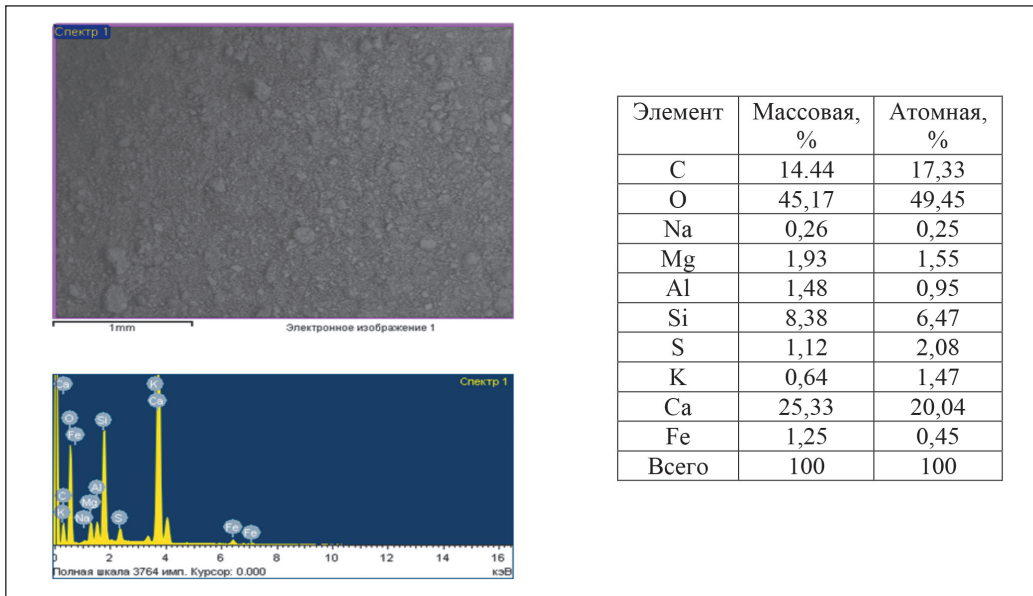 Спектр 1
1mm
Электронное изображение 1
Спектр 1
Ca
K
Ca
O
Fe
Si
C
K
Na
Mg
Al
S
Fe
Fe
0 2 4 6 8 10 12 14 16
Полная шкала 3764 имп. Курсор: 0.000 кэВ
Элемент Массовая, % Атомная, %
C 14.44 17,33
O 45,17 49,45
Na 0,26 0,25
Mg 1,93 1,55
Al 1,48 0,95
Si 8,38 6,47
S 1,12 2,08
K 0,64 1,47
Ca 25,33 20,04
Fe 1,25 0,45
Всего 100 100